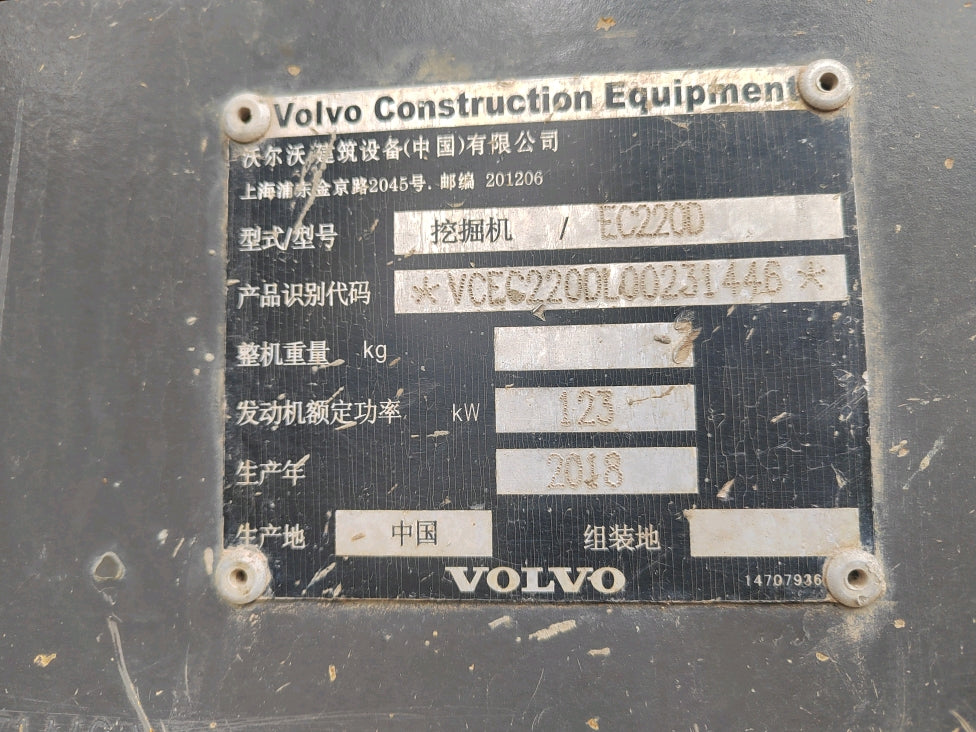 Volvo Construction Equipment
沃尔沃建筑设备(中国)有限公司
上海浦东金京路2045号. 邮编 201206
型式/型号 挖掘机 / EC220D
产品识别代码 *VCEC220DL00231446*
整机重量 kg
发动机额定功率 kW 123
生产年 2018
生产地 中国 组装地
VOLVO 14707936